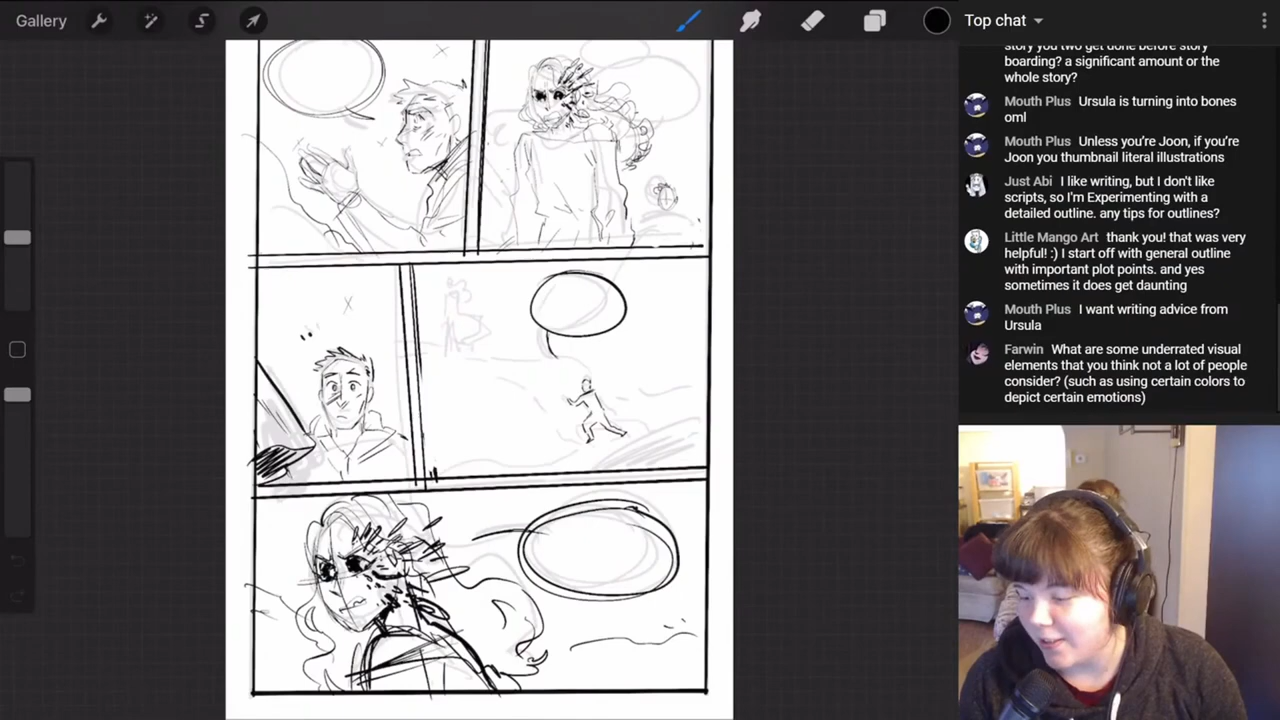 Gallery
Top chat
story you two get done before story
boarding? a significant amount or the
whole story?
Mouth Plus Ursula is turning into bones
oml
Mouth Plus Unless you're Joon, if you're
Joon you thumbnail literal illustrations
Just Abi I like writing, but I don't like
scripts, so I'm Experimenting with a
detailed outline. any tips for outlines?
Little Mango Art thank you! that was very
helpful! :) I start off with general outline
with important plot points. and yes
sometimes it does get daunting
Mouth Plus I want writing advice from
Ursula
Farwin What are some underrated visual
elements that you think not a lot of people
consider? (such as using certain colors to
depict certain emotions)